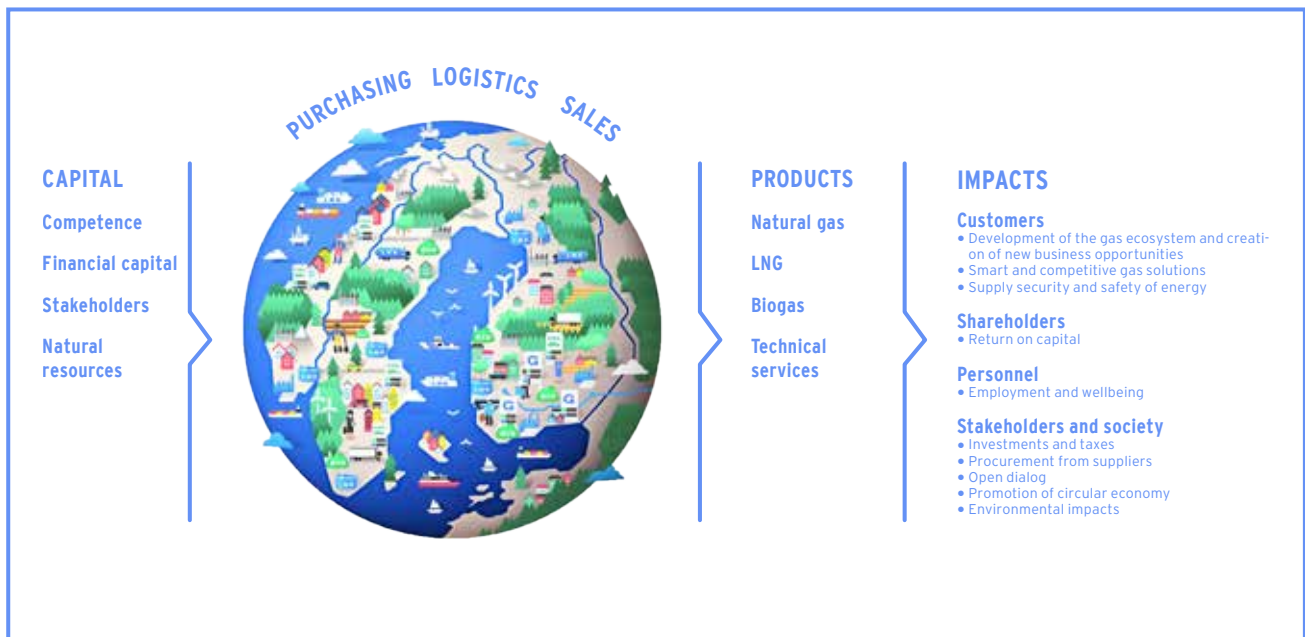 PURCHASING LOGISTICS SALES
CAPITAL
Competence
Financial capital
Stakeholders
Natural
resources
PRODUCTS
Natural gas
LNG
Biogas
Technical
services
IMPACTS
Customers
• Development of the gas ecosystem and creati-
on of new business opportunities
• Smart and competitive gas solutions
• Supply security and safety of energy
Shareholders
• Return on capital
Personnel
• Employment and wellbeing
Stakeholders and society
• Investments and taxes
• Procurement from suppliers
• Open dialog
• Promotion of circular economy
• Environmental impacts
G
G
G